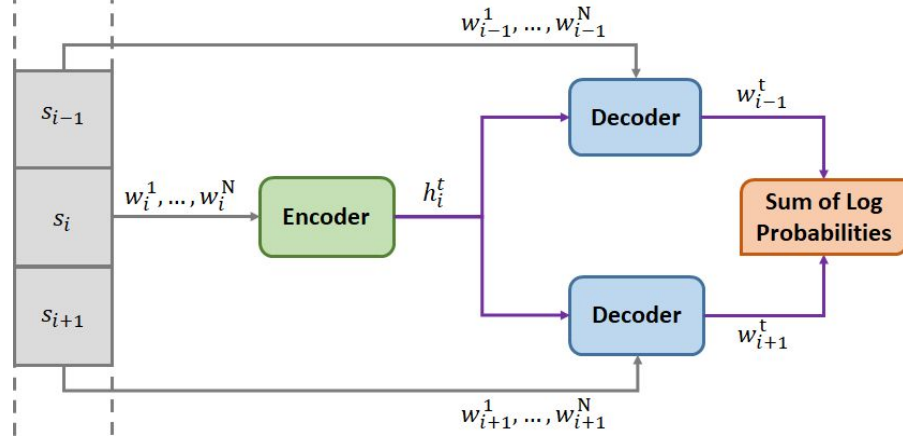 w_{i-1}^1, …, w_{i-1}^N
s_{i-1}
Decoder
w_{i-1}^t
w_i^1, …, w_i^N
s_i
Encoder
h_i^t
Sum of Log
Probabilities
s_{i+1}
Decoder
w_{i+1}^t
w_{i+1}^1, …, w_{i+1}^N